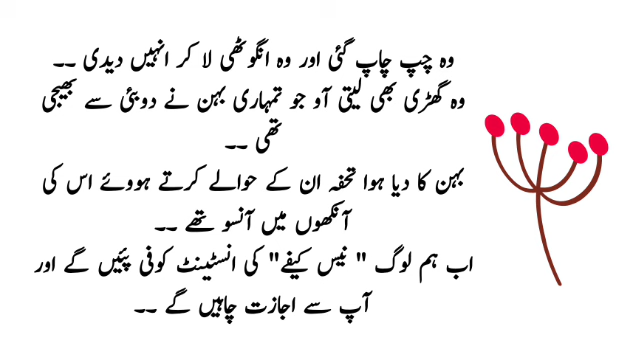 وہ چپ چاپ گئی اور وہ انگوٹھی لا کر انہیں دیدی ۔۔
وہ گھڑی بھی لیتی آو جو تمہاری بہن نے دوبئی سے بھیجی
تھی ۔۔
بہن کا دیا ہوا تحفہ ان کے حوالے کرتے ہووئے اس کی
آنکھوں میں آنسو تھے ۔۔
اب ہم لوگ " نیس کیفے" کی انسٹینٹ کوفی پئیں گے اور
آپ سے اجازت چاہیں گے ۔۔